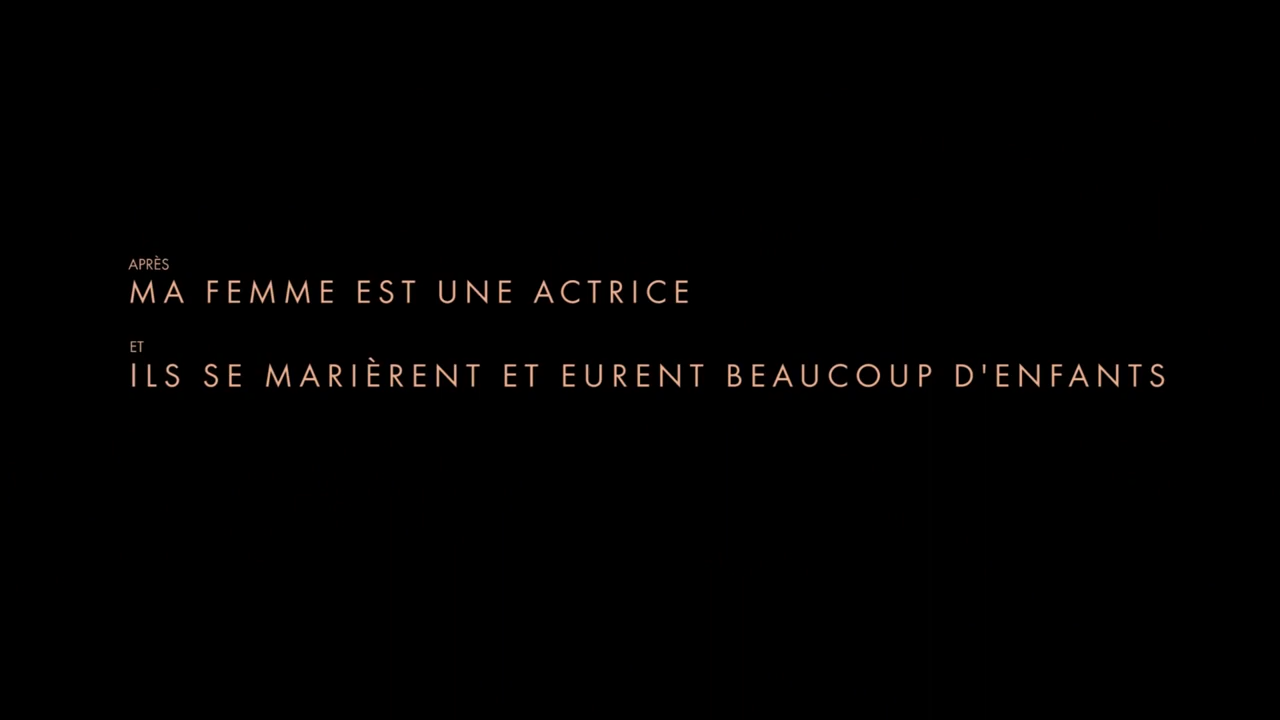 APRÈS
MA FEMME EST UNE ACTRICE
ET
ILS SE MARIÈRENT ET EURENT BEAUCOUP D'ENFANTS